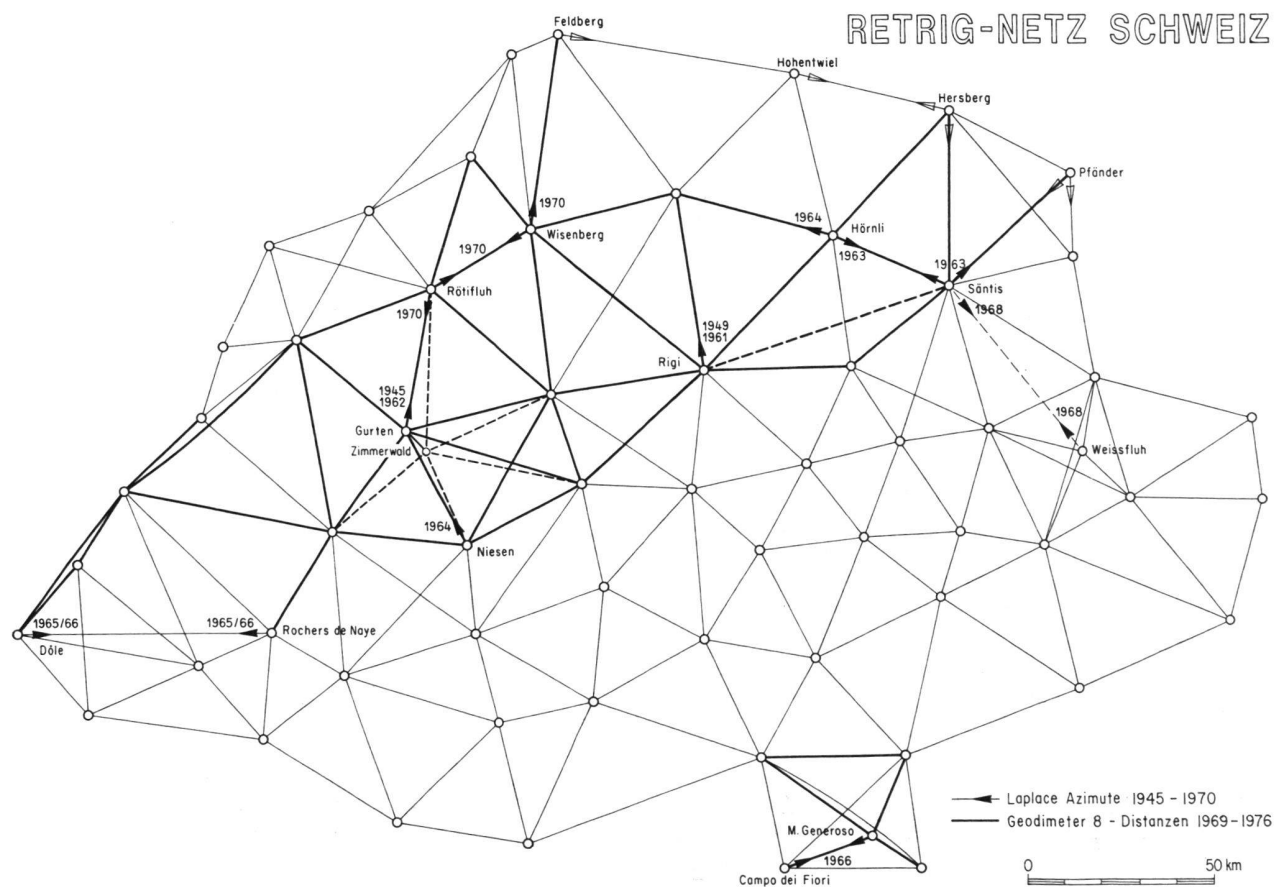 RETRIG-NETZ SCHWEIZ
Feldberg
Hohentwiel
Hersberg
Pfänder
1970
Wisenberg
1964
Hörnli
1963
1970
1963
Rötifluh
Säntis
1970
1968
1949
1961
Rigi
1945
1962
Gurten
1968
Zimmerwald
Weissfluh
1964
Niesen
1965/66
1965/66
Rochers de Naye
Dôle
Laplace Azimute 1945 - 1970
Geodimeter 8 - Distanzen 1969 - 1976
M. Generoso
1966
Campo dei Fiori
0 50 km